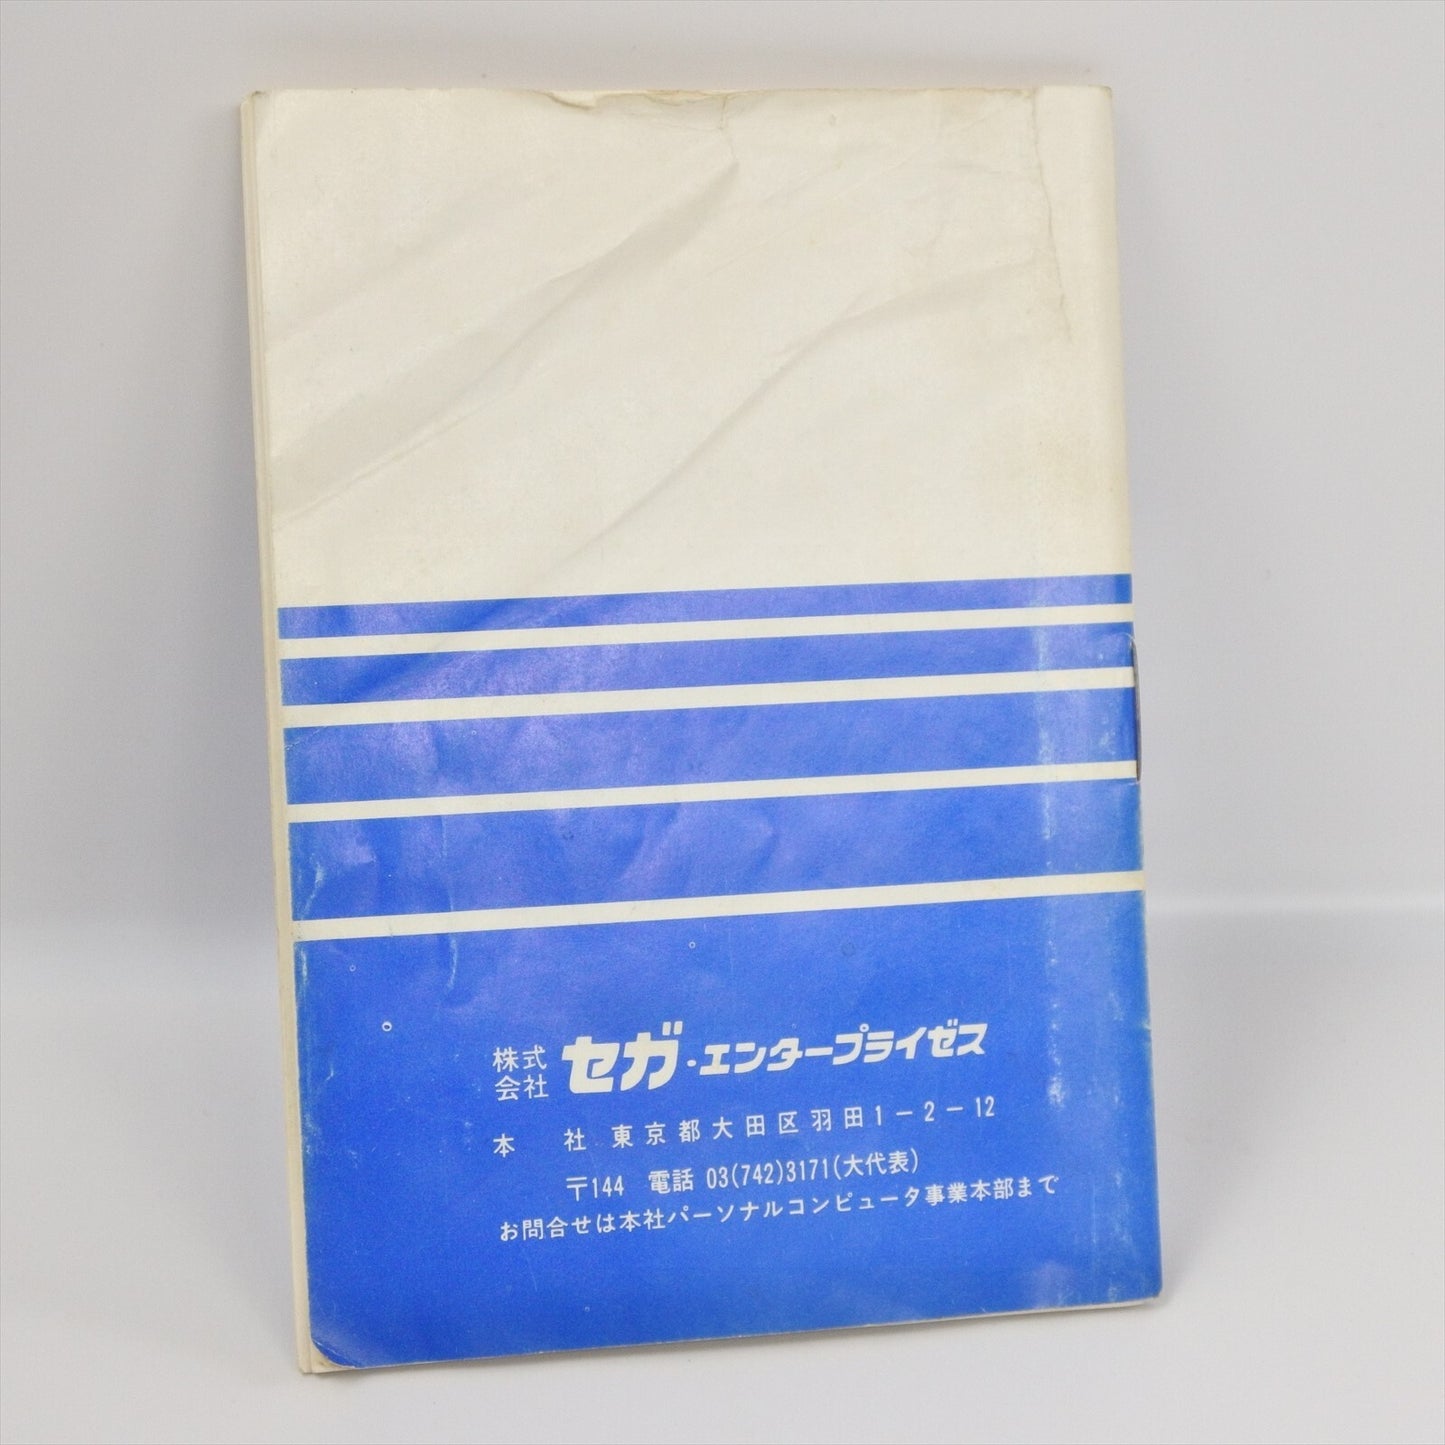 株式会社 セガ・エンタープライゼス
本 社 東京都大田区羽田1-2-12
〒144 電話 03(742)3171(大代表)
お問合せは本社パーソナルコンピュータ事業本部まで